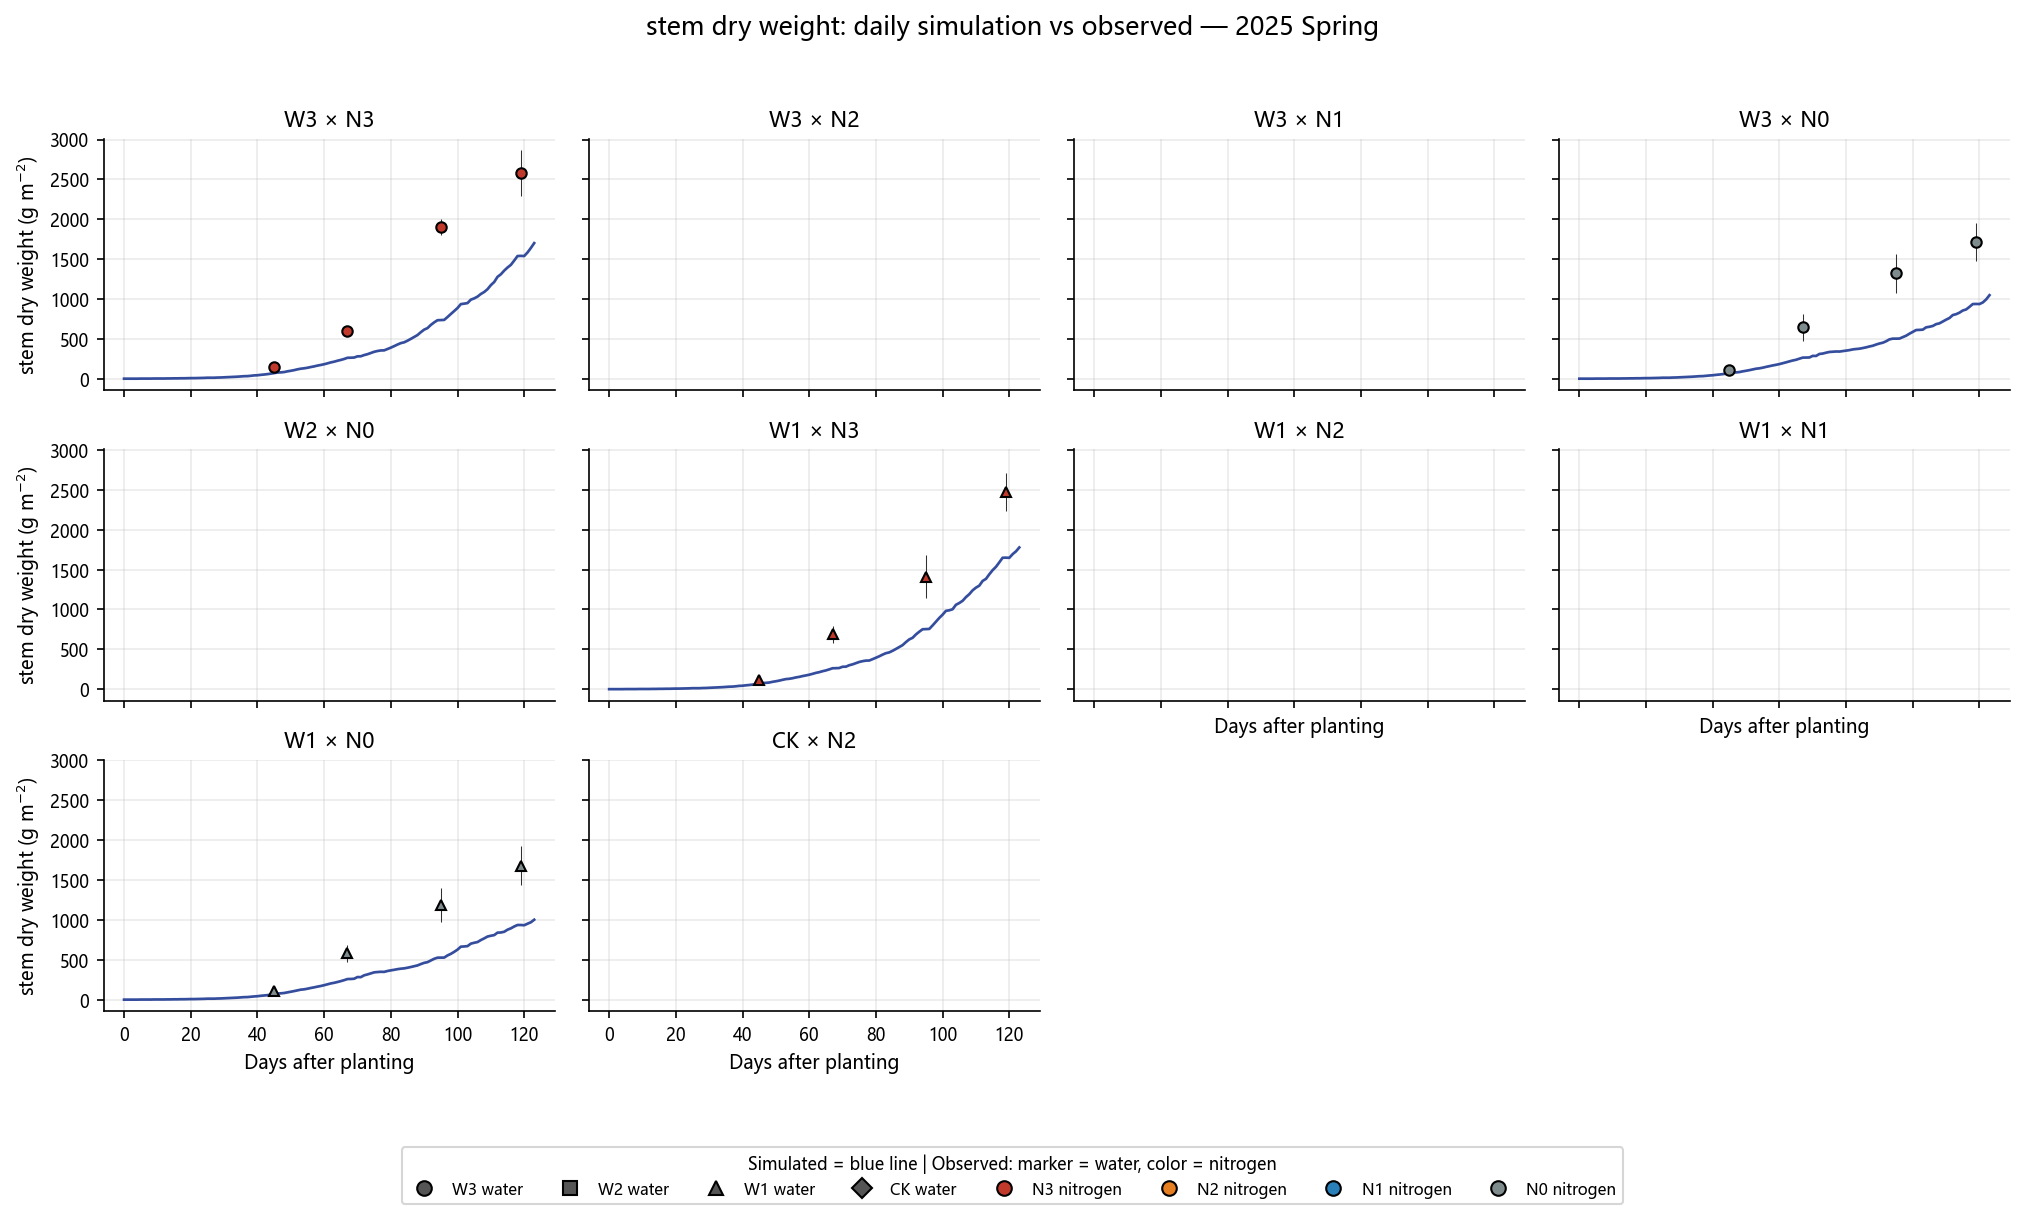 stem dry weight: daily simulation vs observed — 2025 Spring
W3 × N3
W3 × N2
W3 × N1
W3 × N0
stem dry weight (g m⁻²)
3000
2500
2000
1500
1000
500
0
W2 × N0
W1 × N3
W1 × N2
W1 × N1
stem dry weight (g m⁻²)
3000
2500
2000
1500
1000
500
0
Days after planting
Days after planting
W1 × N0
CK × N2
stem dry weight (g m⁻²)
3000
2500
2000
1500
1000
500
0
0 20 40 60 80 100 120
0 20 40 60 80 100 120
Days after planting
Days after planting
Simulated = blue line | Observed: marker = water, color = nitrogen
W3 water W2 water W1 water CK water N3 nitrogen N2 nitrogen N1 nitrogen N0 nitrogen